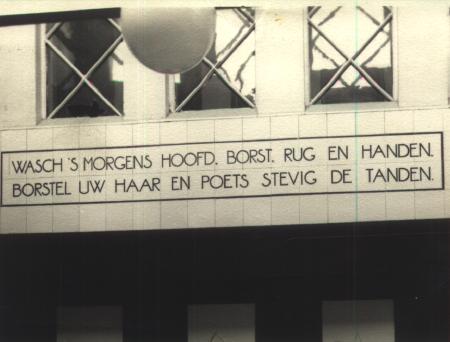 WASCH 'S MORGENS HOOFD. BORST. RUG EN HANDEN.
BORSTEL UW HAAR EN POETS STEVIG DE TANDEN.